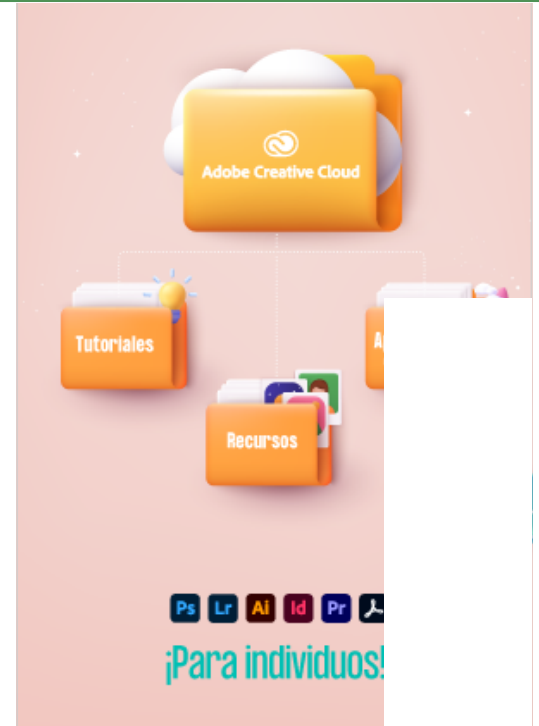 Adobe Creative Cloud
Tutoriales
Recursos
Ps Lr Ai Id Pr
¡Para individuos!